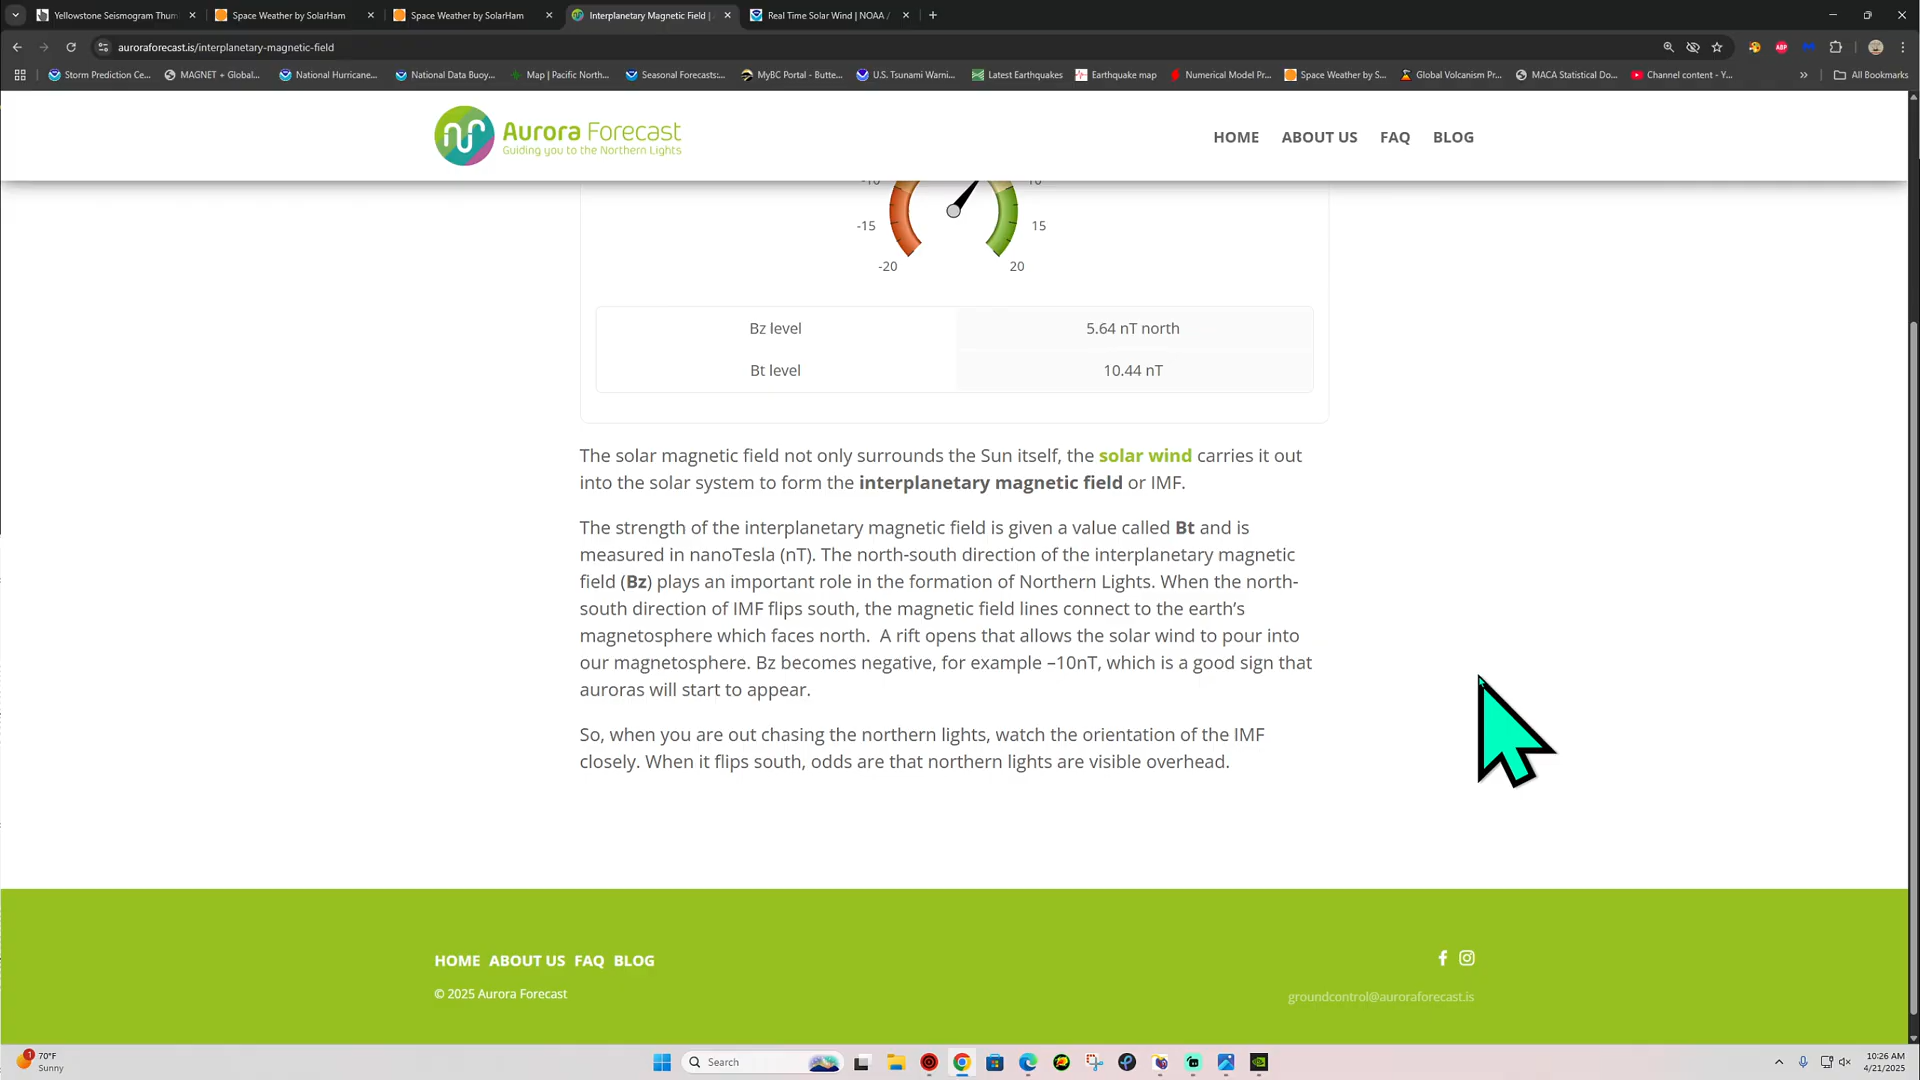 Yellowstone Seismogram Thum
Space Weather by SolarHam
Space Weather by SolarHam
Interplanetary Magnetic Field |
Real Time Solar Wind | NOAA /
auroraforecast.is/interplanetary-magnetic-field
Storm Prediction Ce...
MAGNET + Global...
National Hurricane...
National Data Buoy...
Map | Pacific North...
Seasonal Forecasts:...
MyBC Portal - Butte...
U.S. Tsunami Warni...
Latest Earthquakes
Earthquake map
Numerical Model Pr...
Space Weather by S...
Global Volcanism Pr...
MACA Statistical Do...
Channel content - Y...
All Bookmarks
Aurora Forecast
Guiding you to the Northern Lights
HOME ABOUT US FAQ BLOG
-10 10
-15 15
-20 20
Bz level 5.64 nT north
Bt level 10.44 nT
The solar magnetic field not only surrounds the Sun itself, the solar wind carries it out
into the solar system to form the interplanetary magnetic field or IMF.
The strength of the interplanetary magnetic field is given a value called Bt and is
measured in nanoTesla (nT). The north-south direction of the interplanetary magnetic
field (Bz) plays an important role in the formation of Northern Lights. When the north-
south direction of IMF flips south, the magnetic field lines connect to the earth’s
magnetosphere which faces north. A rift opens that allows the solar wind to pour into
our magnetosphere. Bz becomes negative, for example –10nT, which is a good sign that
auroras will start to appear.
So, when you are out chasing the northern lights, watch the orientation of the IMF
closely. When it flips south, odds are that northern lights are visible overhead.
HOME ABOUT US FAQ BLOG
© 2025 Aurora Forecast
groundcontrol@auroraforecast.is
1
70°F
Sunny
Search
10:26 AM
4/21/2025